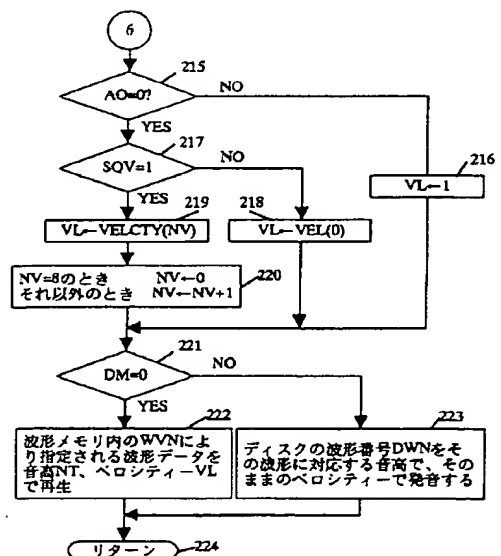 6
215
AO=0?
NO
YES
217
SQV=1
NO
216
VL←1
YES
219
218
VL←VELCTY(NV)
VL←VEL(0)
NV=8のとき NV←0
それ以外のとき NV←NV+1
220
221
DM=0
NO
YES
222
223
波形メモリ内のWVNによ
り指定される波形データを
音高NT、ベロシティーVL
で再生
ディスクの波形番号DWNをそ
の波形に対応する音高で、その
ままのベロシティーで発音する
リターン
224